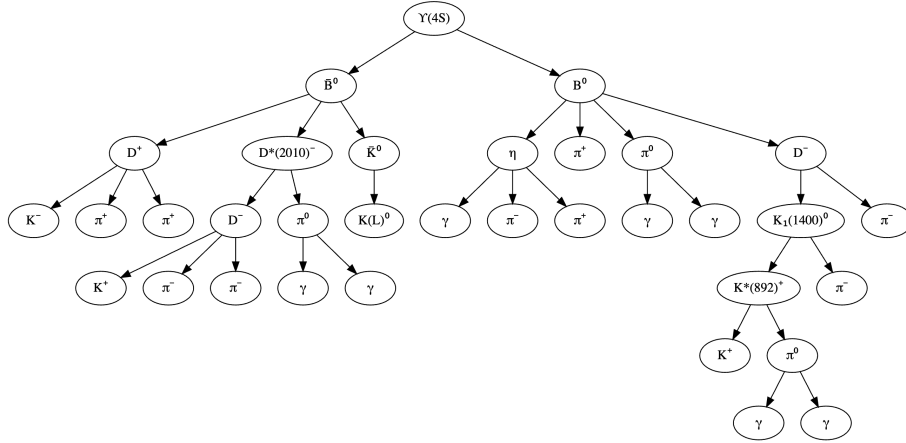 ϒ(4S)
B̄⁰ B⁰
D⁺ D*(2010)⁻ K̄⁰ η π⁺ π⁰ D⁻
K⁻ π⁺ π⁺ D⁻ π⁰ K(L)⁰ γ π⁻ π⁺ γ γ K₁(1400)⁰ π⁻
K⁺ π⁻ π⁻ γ γ K*(892)⁺ π⁻
K⁺ π⁰
γ γ